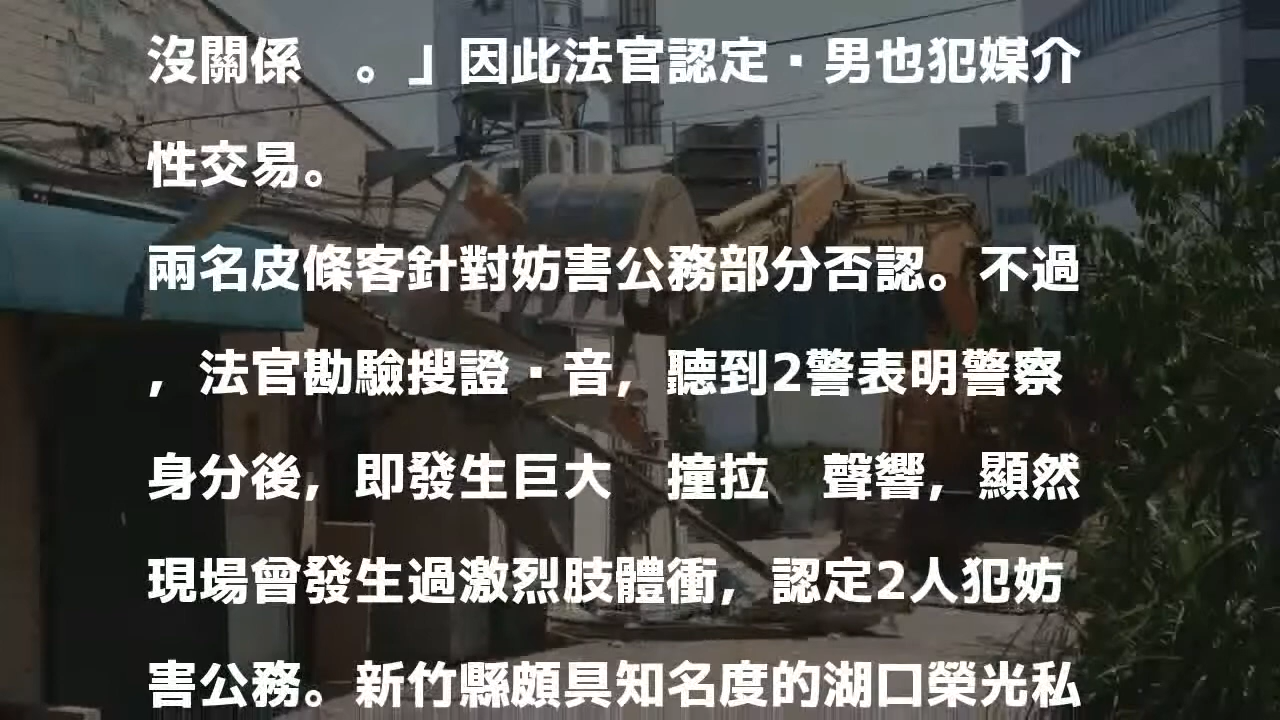 沒關係　。」因此法官認定·男也犯媒介
性交易。
兩名皮條客針對妨害公務部分否認。不過
，法官勘驗搜證·音，聽到2警表明警察
身分後，即發生巨大　撞拉　聲響，顯然
現場曾發生過激烈肢體衝，認定2人犯妨
害公務。新竹縣頗具知名度的湖口榮光私